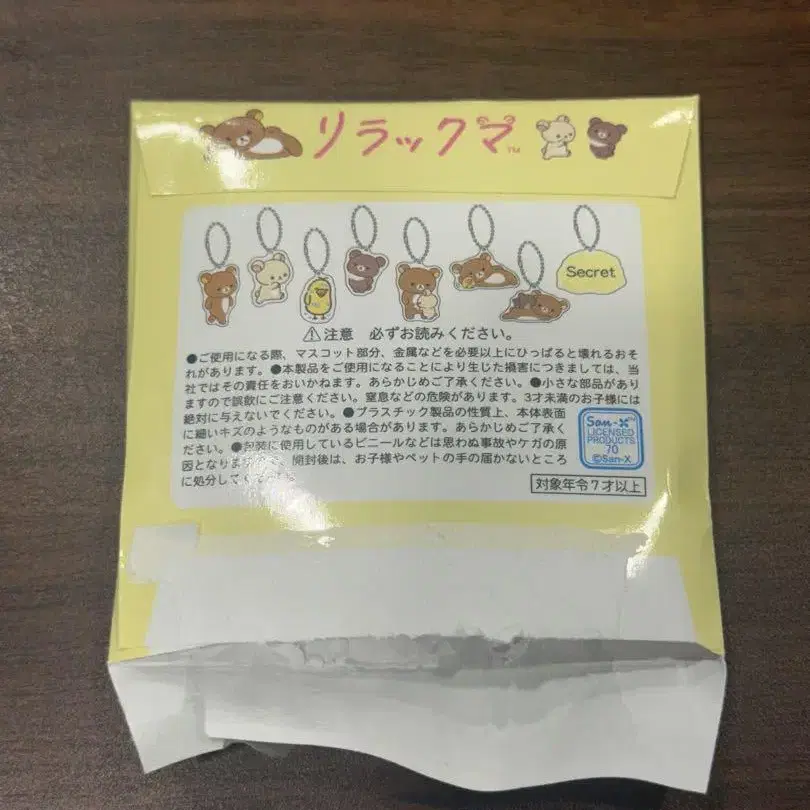 リラックマ™
Secret
⚠注意 必ずお読みください。
●ご使用になる際、マスコット部分、金属などを必要以上にひっぱると壊れるおそ
れがあります。●本製品をご使用になることにより生じた損害につきましては、当
社ではその責任をおいかねます。あらかじめご了承ください。●小さな部品があり
ますので誤飲にご注意ください。窒息などの危険があります。3才未満のお子様には
絶対に与えないでください。●プラスチック製品の性質上、本体表面
に細いキズのようなものがある場合があります。あらかじめご了承く
ださい。●包装に使用しているビニールなどは思わぬ事故やケガの原
因となります 開封後は、お子様やペットの手の届かないところ
に処分して
San-X
LICENSED
PRODUCTS
70
©San-X
対象年令7才以上